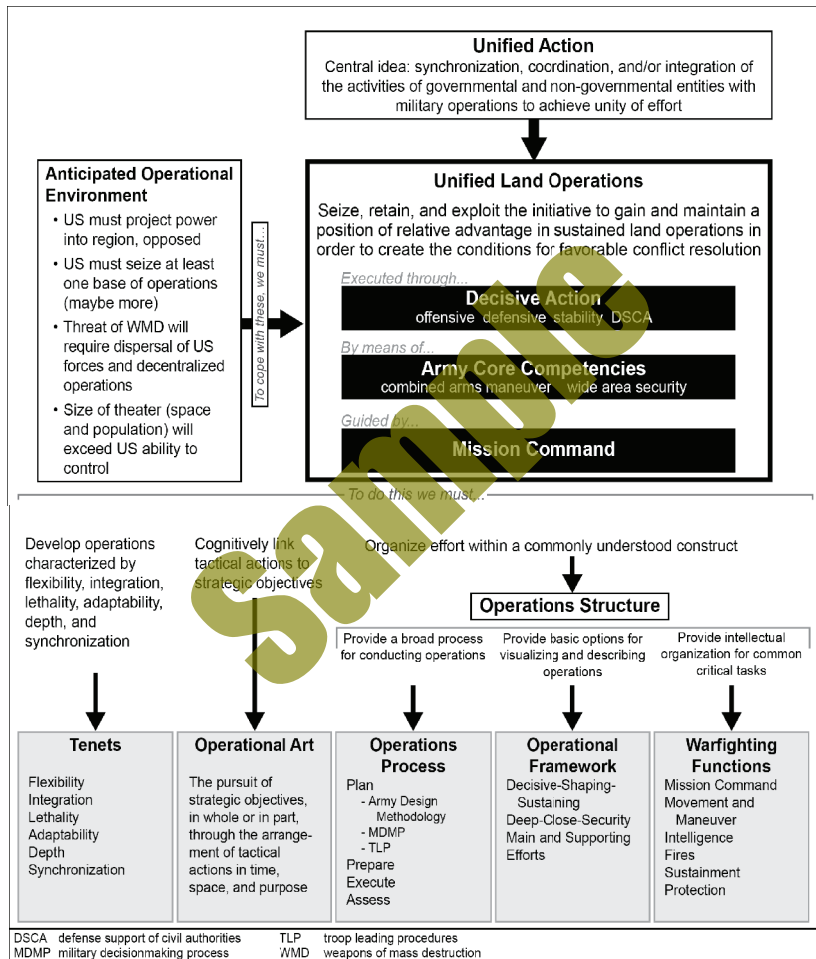 Unified Action
Central idea: synchronization, coordination, and/or integration of
the activities of governmental and non-governmental entities with
military operations to achieve unity of effort
Anticipated Operational
Environment
• US must project power
into region, opposed
• US must seize at least
one base of operations
(maybe more)
• Threat of WMD will
require dispersal of US
forces and decentralized
operations
• Size of theater (space
and population) will
exceed US ability to
control
To cope with these, we must...
Unified Land Operations
Seize, retain, and exploit the initiative to gain and maintain a
position of relative advantage in sustained land operations in
order to create the conditions for favorable conflict resolution
Executed through...
Decisive Action
offensive defensive stability DSCA
By means of...
Army Core Competencies
combined arms maneuver wide area security
Guided by...
Mission Command
Sample
To do this we must...
Develop operations
characterized by
flexibility, integration,
lethality, adaptability,
depth, and
synchronization
Cognitively link
tactical actions to
strategic objectives
Organize effort within a commonly understood construct
Operations Structure
Provide a broad process
for conducting operations
Provide basic options for
visualizing and describing
operations
Provide intellectual
organization for common
critical tasks
Tenets
Flexibility
Integration
Lethality
Adaptability
Depth
Synchronization
Operational Art
The pursuit of
strategic objectives,
in whole or in part,
through the arrange-
ment of tactical
actions in time,
space, and purpose
Operations
Process
Plan
- Army Design
Methodology
- MDMP
- TLP
Prepare
Execute
Assess
Operational
Framework
Decisive-Shaping-
Sustaining
Deep-Close-Security
Main and Supporting
Efforts
Warfighting
Functions
Mission Command
Movement and
Maneuver
Intelligence
Fires
Sustainment
Protection
DSCA defense support of civil authorities TLP troop leading procedures
MDMP military decisionmaking process WMD weapons of mass destruction